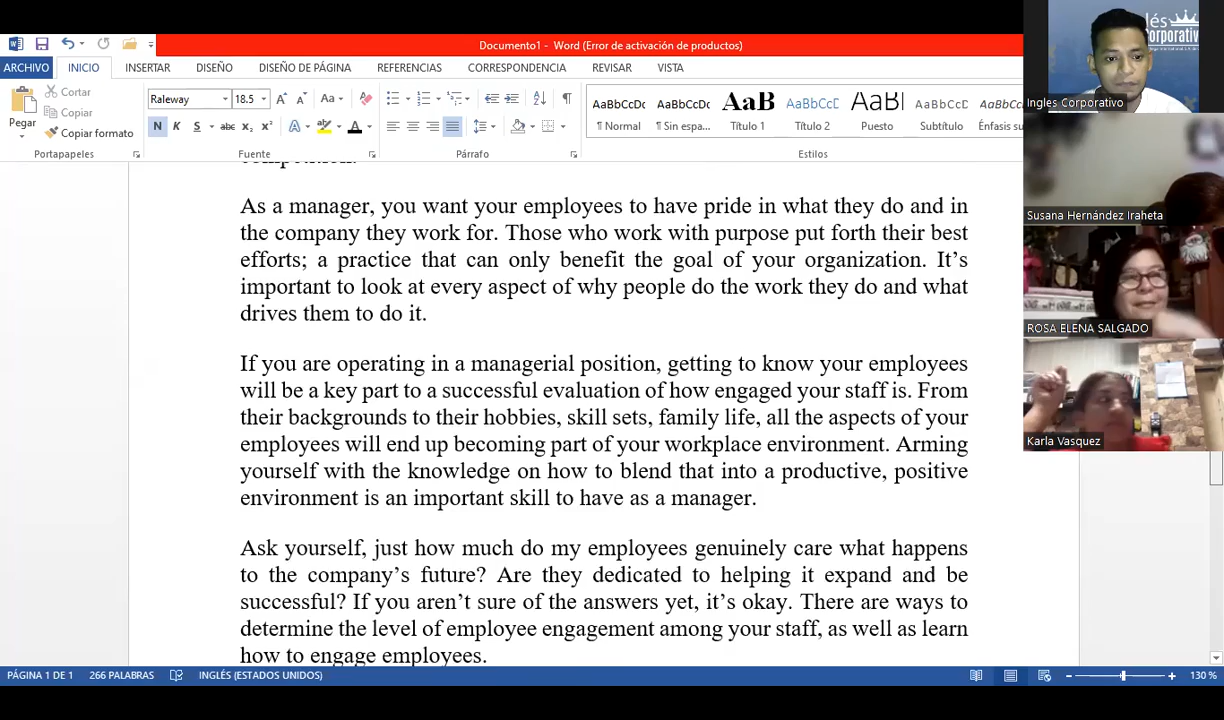 Documento1 - Word (Error de activación de productos)
ARCHIVO INICIO INSERTAR DISEÑO DISEÑO DE PÁGINA REFERENCIAS CORRESPONDENCIA REVISAR VISTA
Pegar
Cortar
Copiar
Copiar formato
Portapapeles
Raleway 18.5
N K S abc x₂ x²
Fuente
Párrafo
AaBbCcDc AaBbCcDc AaB AaBbCcD AaB AaBbCcD AaBbCcD
¶ Normal ¶ Sin espa... Título 1 ¶ Título 2 Puesto Subtítulo Énfasis su
Estilos
competition.
As a manager, you want your employees to have pride in what they do and in
the company they work for. Those who work with purpose put forth their best
efforts; a practice that can only benefit the goal of your organization. It’s
important to look at every aspect of why people do the work they do and what
drives them to do it.
If you are operating in a managerial position, getting to know your employees
will be a key part to a successful evaluation of how engaged your staff is. From
their backgrounds to their hobbies, skill sets, family life, all the aspects of your
employees will end up becoming part of your workplace environment. Arming
yourself with the knowledge on how to blend that into a productive, positive
environment is an important skill to have as a manager.
Ask yourself, just how much do my employees genuinely care what happens
to the company’s future? Are they dedicated to helping it expand and be
successful? If you aren’t sure of the answers yet, it’s okay. There are ways to
determine the level of employee engagement among your staff, as well as learn
how to engage employees.
PÁGINA 1 DE 1 266 PALABRAS INGLÉS (ESTADOS UNIDOS) 130 %
Ingles Corporativo
Susana Hernández Iraheta
ROSA ELENA SALGADO
Karla Vasquez